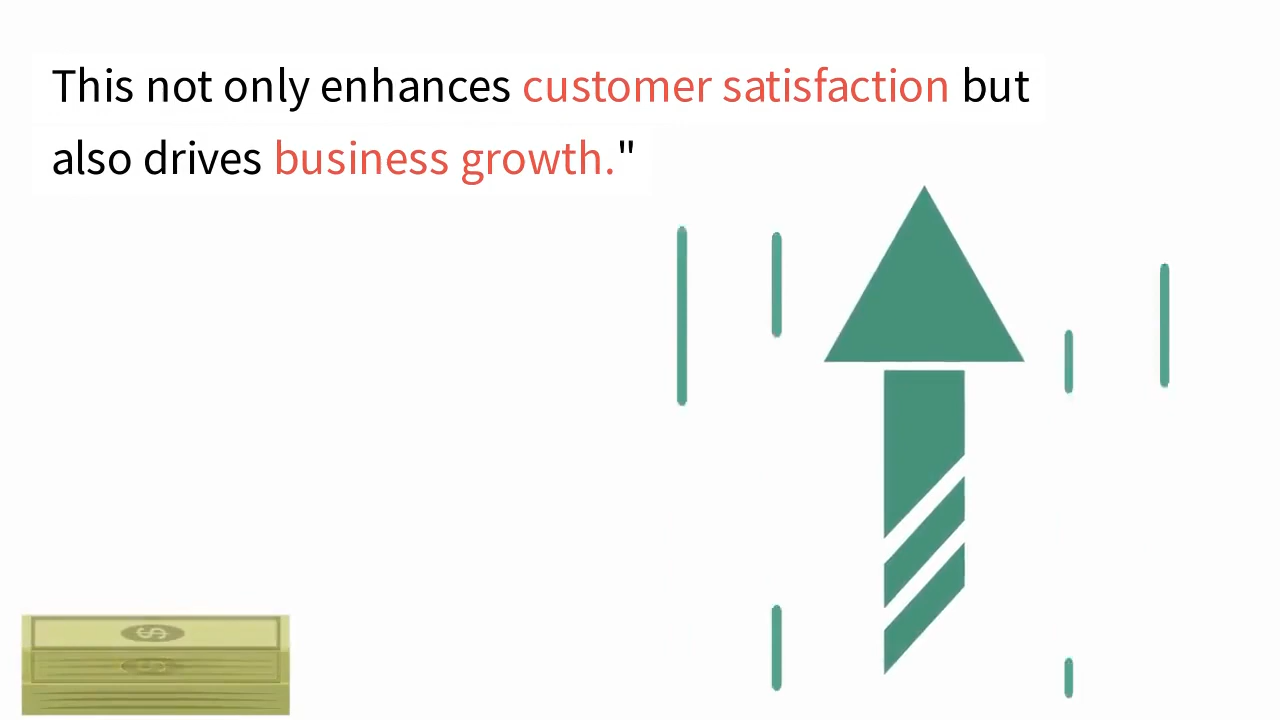 This not only enhances customer satisfaction but
also drives business growth."
$
$